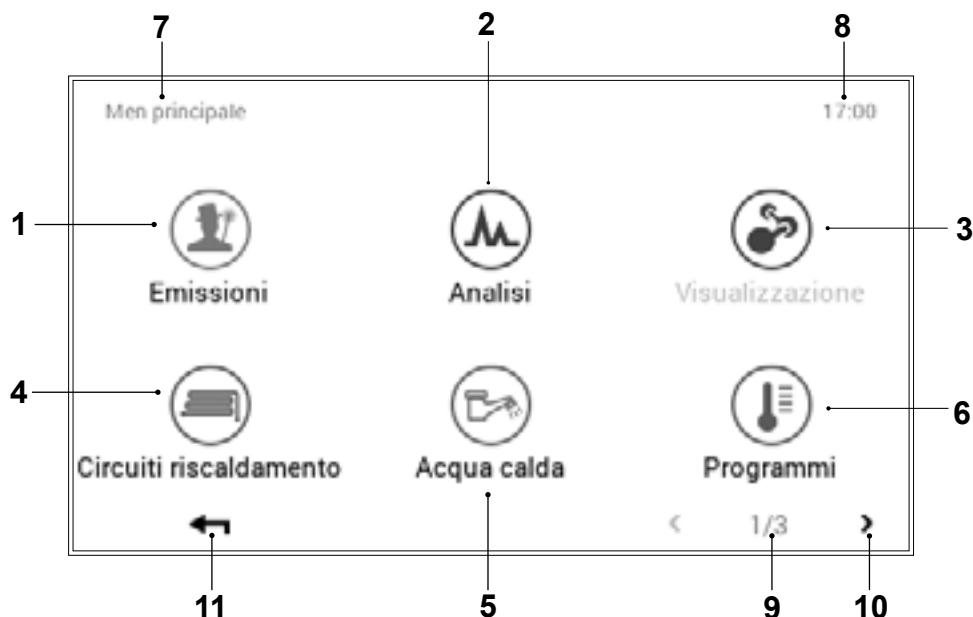 7 2 8
Men principale 17:00
1 3
Emissioni Analisi Visualizzazione
4 6
Circuiti riscaldamento Acqua calda Programmi
< 1/3 >
11 5 9 10